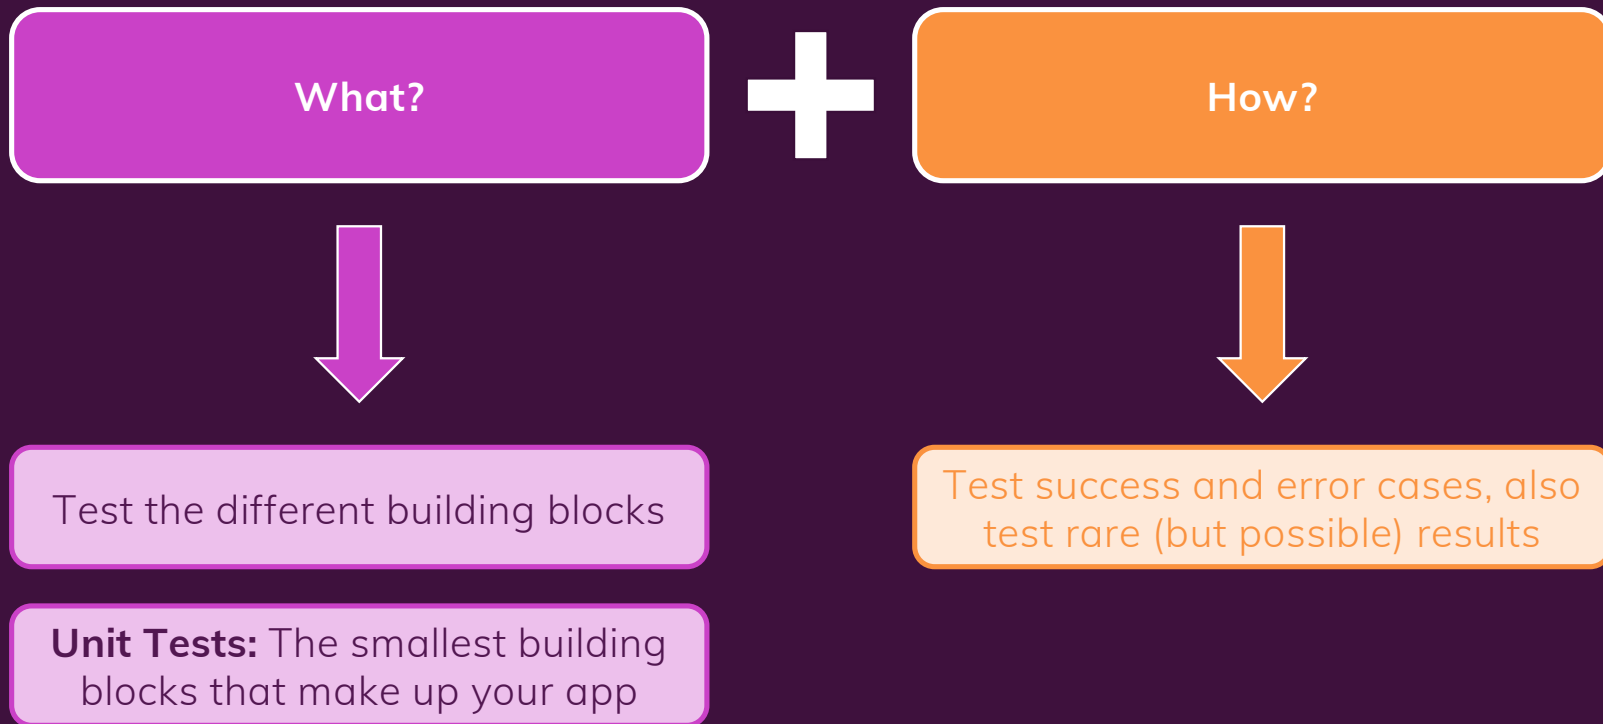 What?
How?
Test the different building blocks
Test success and error cases, also
test rare (but possible) results
Unit Tests: The smallest building
blocks that make up your app